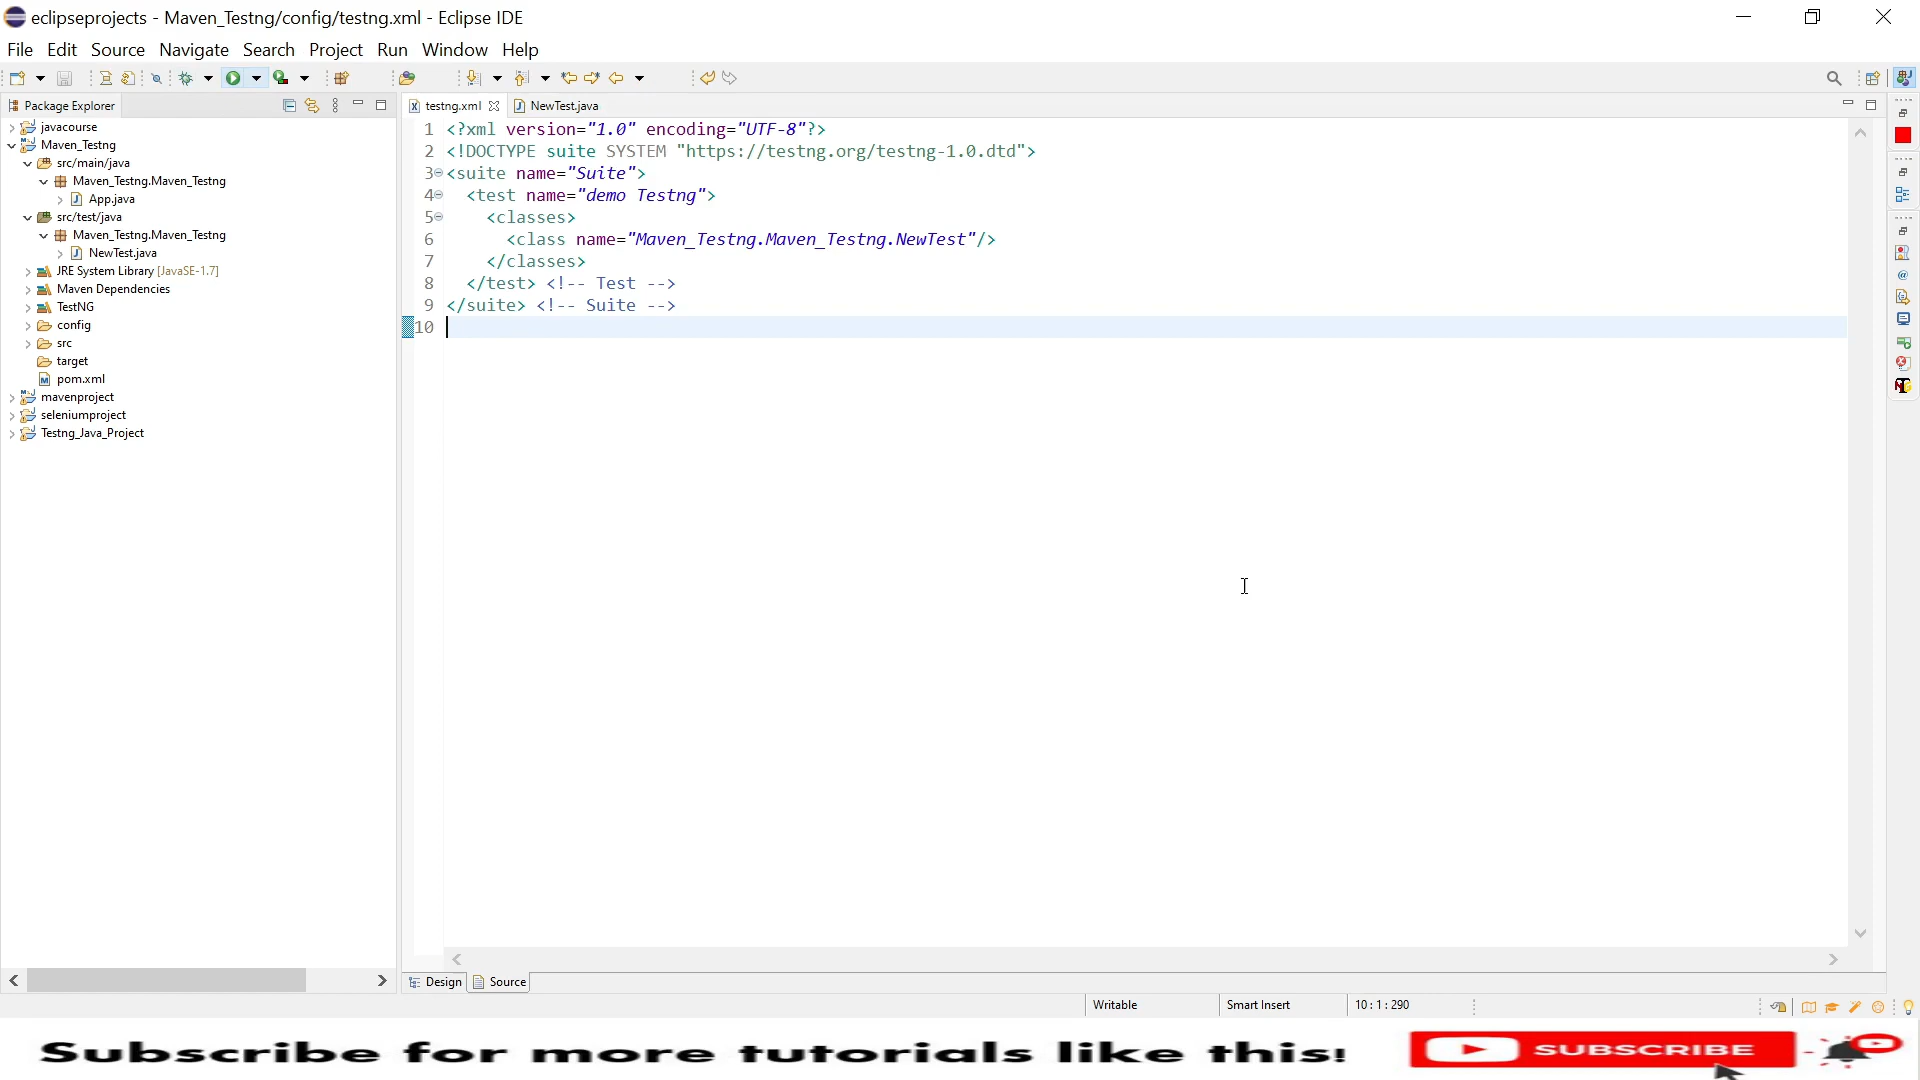 eclipseprojects - Maven_Testng/config/testng.xml - Eclipse IDE
File Edit Source Navigate Search Project Run Window Help
Package Explorer
testng.xml
NewTest.java
javacourse
Maven_Testng
src/main/java
Maven_Testng.Maven_Testng
App.java
src/test/java
Maven_Testng.Maven_Testng
NewTest.java
JRE System Library [JavaSE-1.7]
Maven Dependencies
TestNG
config
src
target
pom.xml
mavenproject
seleniumproject
Testng_Java_Project
1 <?xml version="1.0" encoding="UTF-8"?>
2 <!DOCTYPE suite SYSTEM "https://testng.org/testng-1.0.dtd">
3 <suite name="Suite">
4 <test name="demo Testng">
5 <classes>
6 <class name="Maven_Testng.Maven_Testng.NewTest"/>
7 </classes>
8 </test> <!-- Test -->
9 </suite> <!-- Suite -->
10
Design Source
Writable Smart Insert 10 : 1 : 290
Subscribe for more tutorials like this! SUBSCRIBE